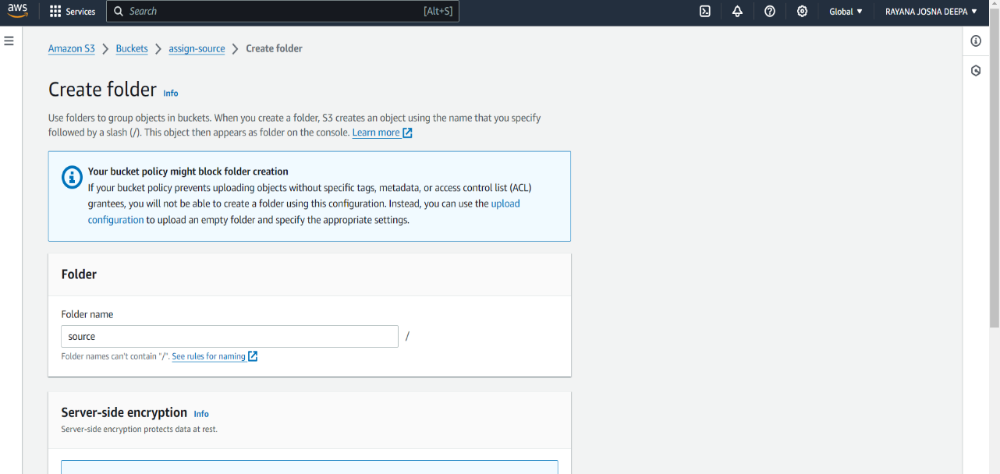 aws
Services
Search
[Alt+S]
Global
RAYANA JOSNA DEEPA
Amazon S3 > Buckets > assign-source > Create folder
Create folder Info
Use folders to group objects in buckets. When you create a folder, S3 creates an object using the name that you specify
followed by a slash (/). This object then appears as folder on the console. Learn more
Your bucket policy might block folder creation
If your bucket policy prevents uploading objects without specific tags, metadata, or access control list (ACL)
grantees, you will not be able to create a folder using this configuration. Instead, you can use the upload
configuration to upload an empty folder and specify the appropriate settings.
Folder
Folder name
source /
Folder names can't contain "/". See rules for naming
Server-side encryption Info
Server-side encryption protects data at rest.